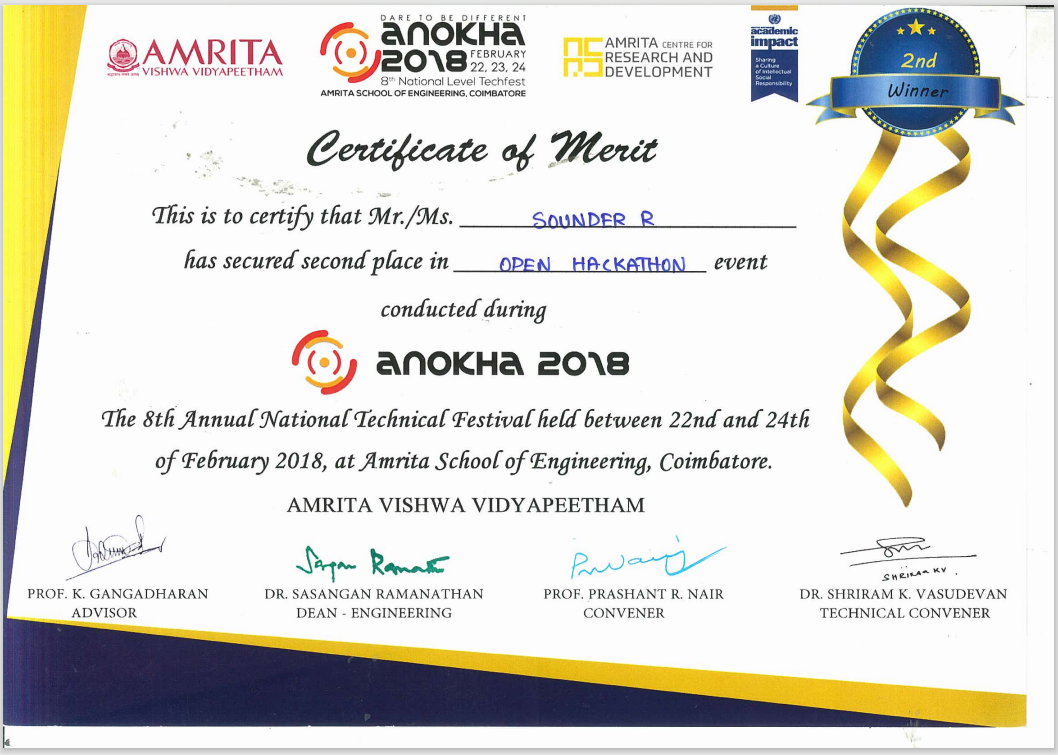 AMRITA
VISHWA VIDYAPEETHAM
DARE TO BE DIFFERENT
ANOKHA
2018 FEBRUARY 22, 23, 24
8th National Level Techfest
AMRITA SCHOOL OF ENGINEERING, COIMBATORE
AMRITA CENTRE FOR
RESEARCH AND
DEVELOPMENT
academic
impact
Sharing
a Culture
of Intellectual
Social
Responsibility
2nd
Winner
Certificate of Merit
This is to certify that Mr./Ms. SOUNDER R
has secured second place in OPEN HACKATHON event
conducted during
ANOKHA 2018
The 8th Annual National Technical Festival held between 22nd and 24th
of February 2018, at Amrita School of Engineering, Coimbatore.
AMRITA VISHWA VIDYAPEETHAM
SHRIRAM KV.
PROF. K. GANGADHARAN
ADVISOR
DR. SASANGAN RAMANATHAN
DEAN - ENGINEERING
PROF. PRASHANT R. NAIR
CONVENER
DR. SHRIRAM K. VASUDEVAN
TECHNICAL CONVENER